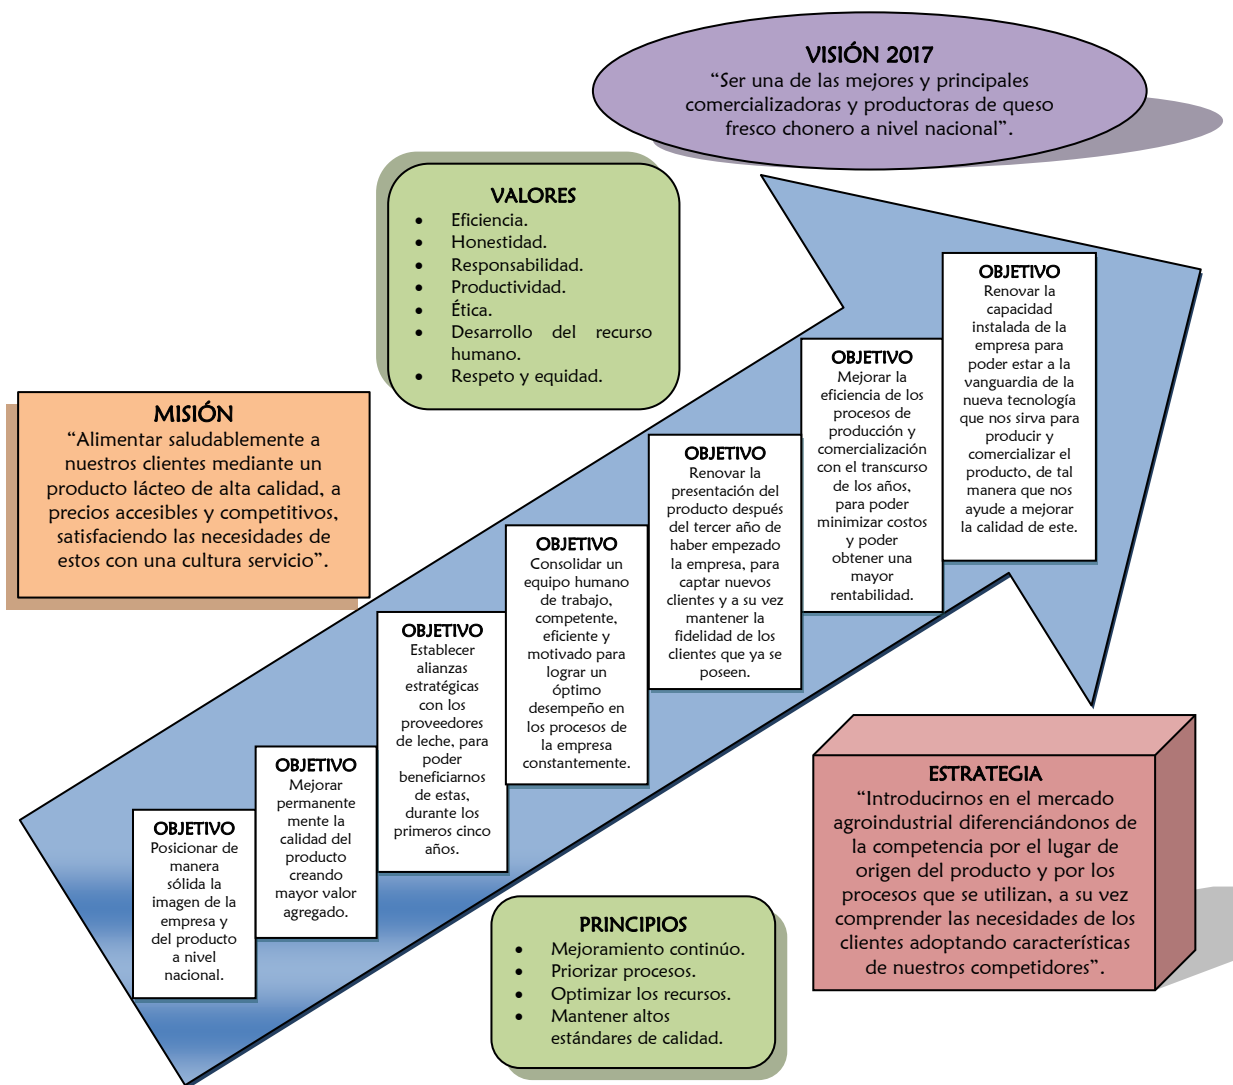 VISIÓN 2017
“Ser una de las mejores y principales
comercializadoras y productoras de queso
fresco chonero a nivel nacional”.
VALORES
• Eficiencia.
• Honestidad.
• Responsabilidad.
• Productividad.
• Ética.
• Desarrollo del recurso
humano.
• Respeto y equidad.
MISIÓN
“Alimentar saludablemente a
nuestros clientes mediante un
producto lácteo de alta calidad, a
precios accesibles y competitivos,
satisfaciendo las necesidades de
estos con una cultura servicio”.
OBJETIVO
Posicionar de
manera
sólida la
imagen de la
empresa y
del producto
a nivel
nacional.
OBJETIVO
Mejorar
permanente
mente la
calidad del
producto
creando
mayor valor
agregado.
OBJETIVO
Establecer
alianzas
estratégicas
con los
proveedores
de leche, para
poder
beneficiarnos
de estas,
durante los
primeros cinco
años.
OBJETIVO
Consolidar un
equipo humano
de trabajo,
competente,
eficiente y
motivado para
lograr un
óptimo
desempeño en
los procesos de
la empresa
constantemente.
OBJETIVO
Renovar la
presentación del
producto después
del tercer año de
haber empezado
la empresa, para
captar nuevos
clientes y a su vez
mantener la
fidelidad de los
clientes que ya se
poseen.
OBJETIVO
Mejorar la
eficiencia de los
procesos de
producción y
comercialización
con el transcurso
de los años,
para poder
minimizar costos
y poder
obtener una
mayor
rentabilidad.
OBJETIVO
Renovar la
capacidad
instalada de la
empresa para
poder estar a la
vanguardia de la
nueva tecnología
que nos sirva para
producir y
comercializar el
producto, de tal
manera que nos
ayude a mejorar
la calidad de este.
ESTRATEGIA
“Introducirnos en el mercado
agroindustrial diferenciándonos de
la competencia por el lugar de
origen del producto y por los
procesos que se utilizan, a su vez
comprender las necesidades de los
clientes adoptando características
de nuestros competidores”.
PRINCIPIOS
• Mejoramiento continúo.
• Priorizar procesos.
• Optimizar los recursos.
• Mantener altos
estándares de calidad.